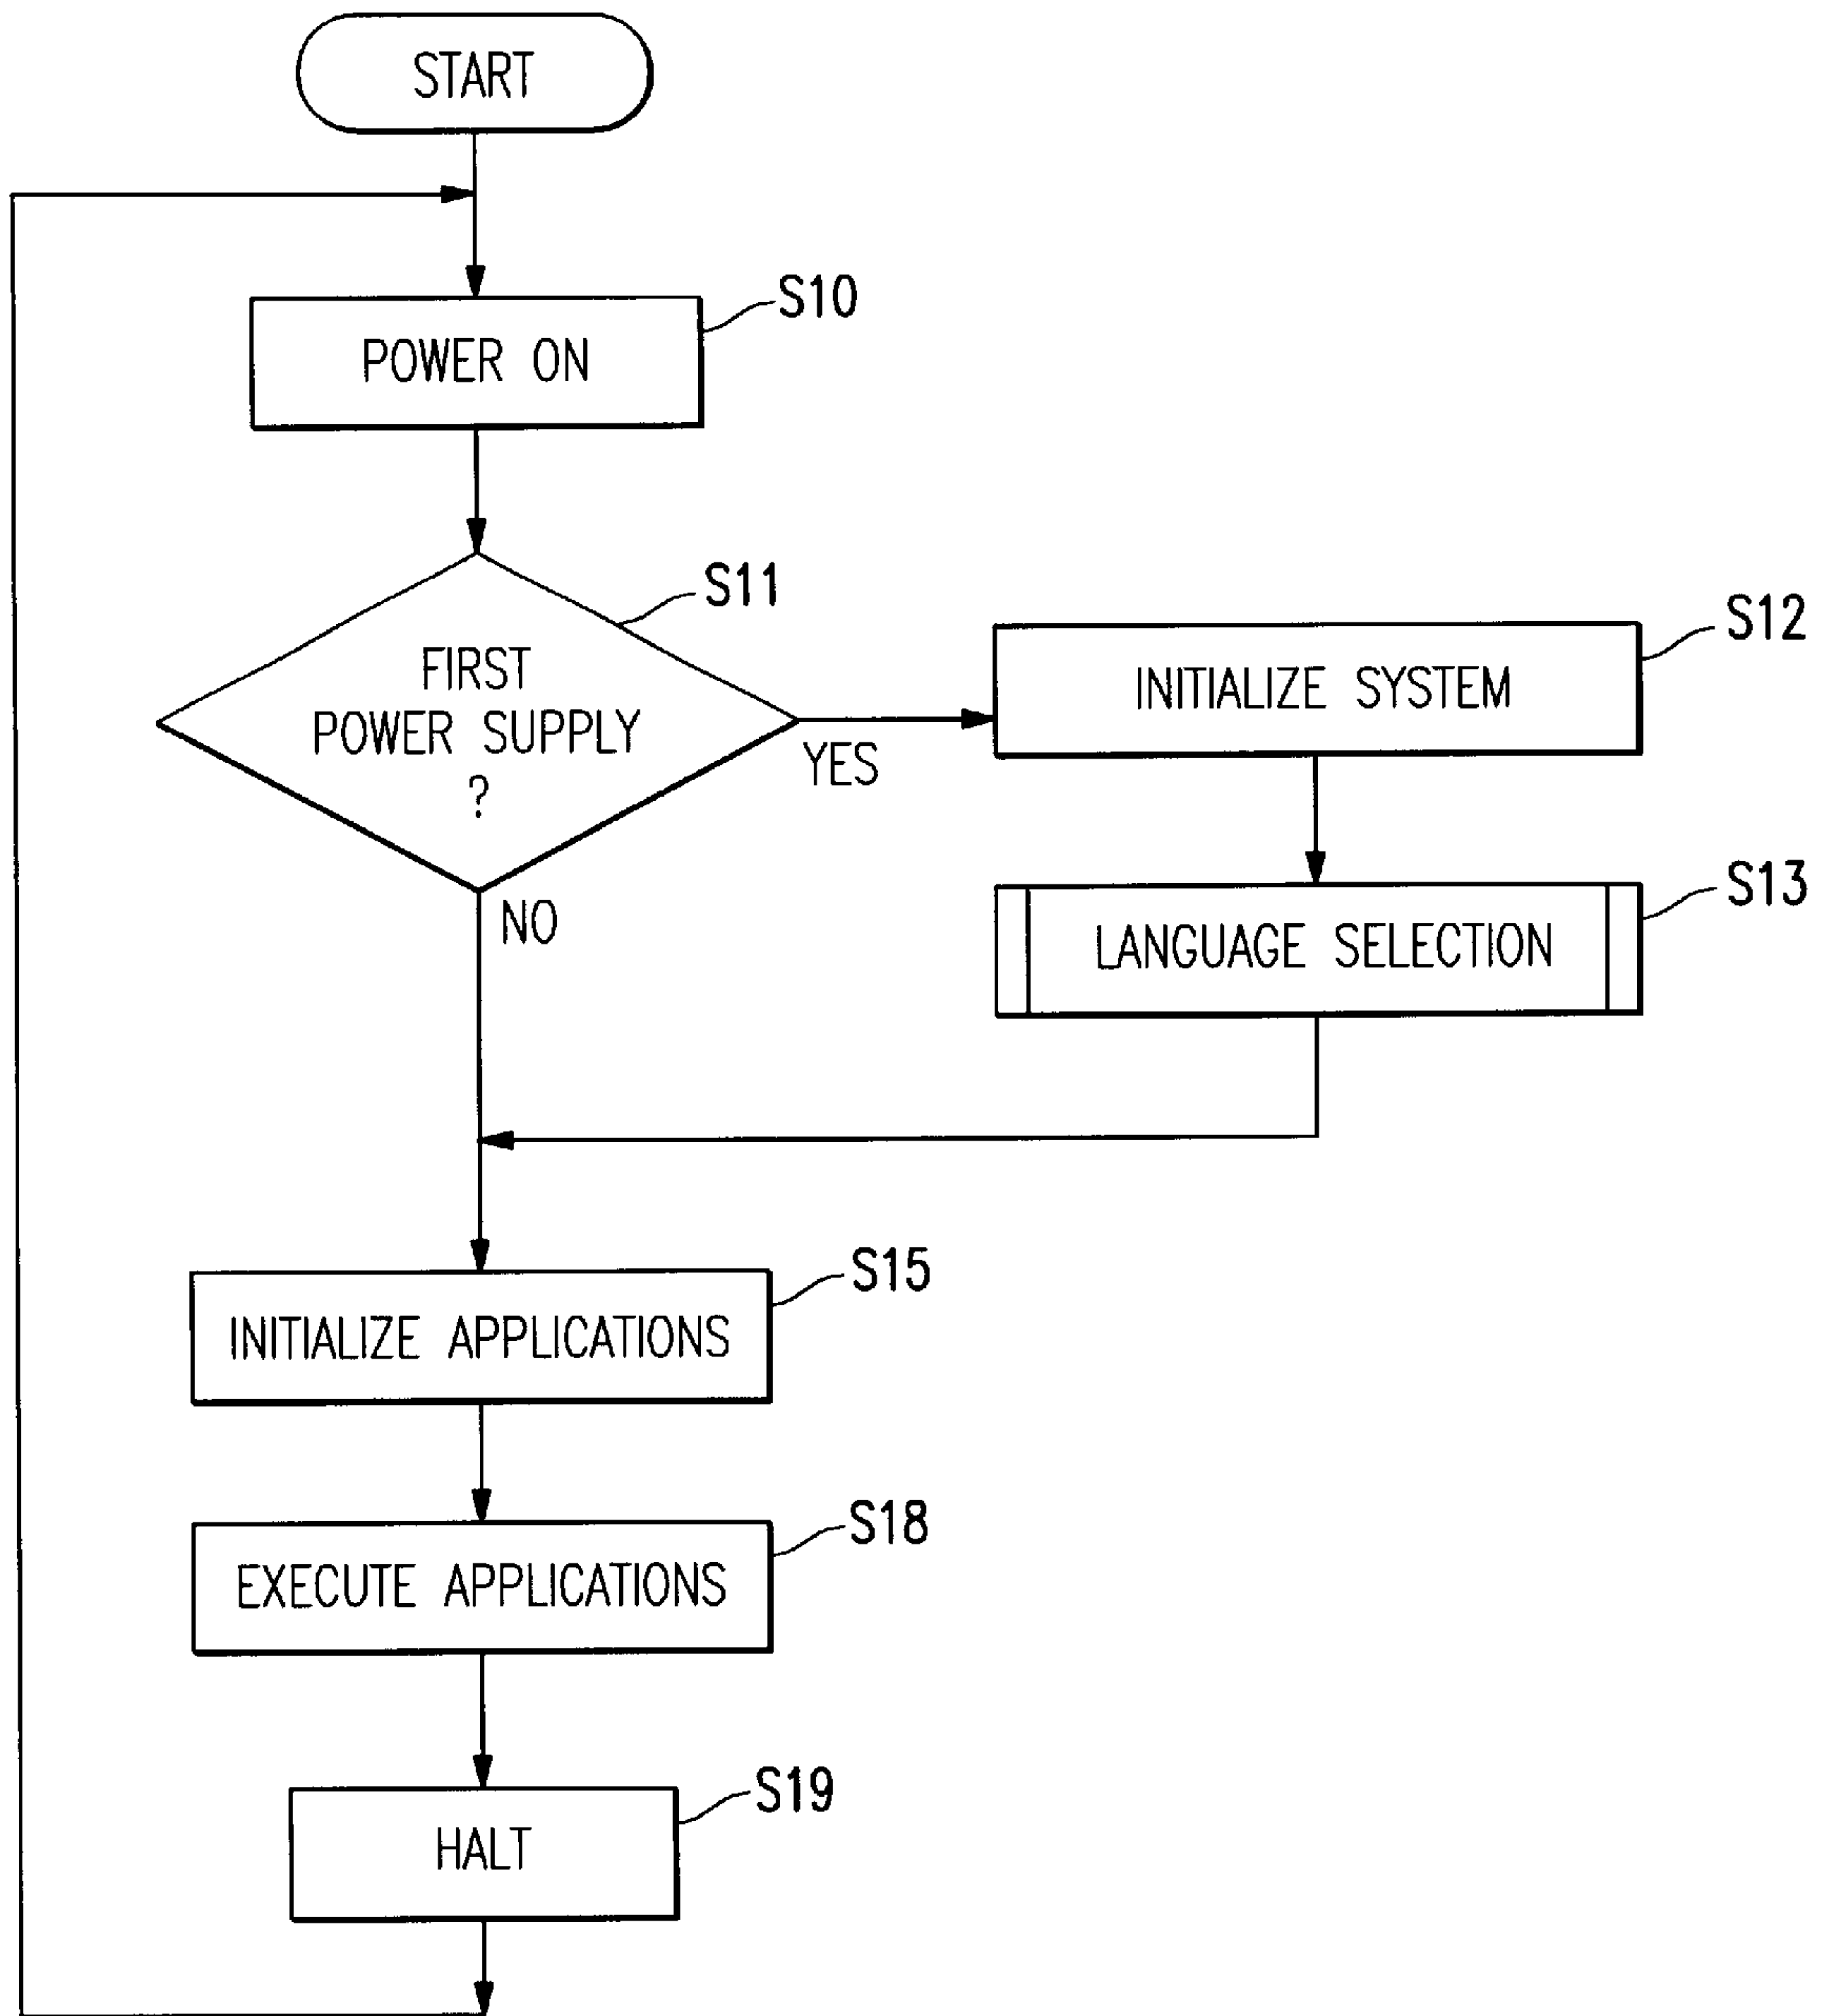 START
S10
POWER ON
S11
FIRST
POWER SUPPLY
?
YES
NO
S12
INITIALIZE SYSTEM
S13
LANGUAGE SELECTION
S15
INITIALIZE APPLICATIONS
S18
EXECUTE APPLICATIONS
S19
HALT